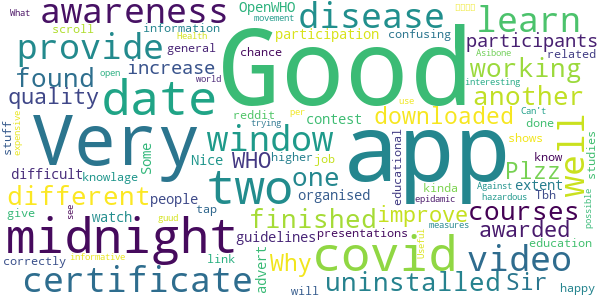 What
scroll
movement
OpenWHO
information
participation
confusing
chance
awareness
disease
learn
Good
provide
participants
found
increase
general
related
quality
date
reddit
contest
working
another
open
world
trying
downloaded
interesting
Can't
done
Very
app
window
WHO
Some
Nice
higher
job
educational
shows
use
per
Health
Asibone
stuff
expensive
difficult
knowlage
two
one
Plzz
know
well
studies
Against
hazardous
kinda
extent
Tbh
epidamic
different
people
organised
watch
tap
finished
improve
courses
give
see
midnight
guidelines
presentations
awarded
possible
correctly
link
Why
covid
video
education
Useful
measures
informative
guud
certificate
advert
will
uninstalled
Sir
happy